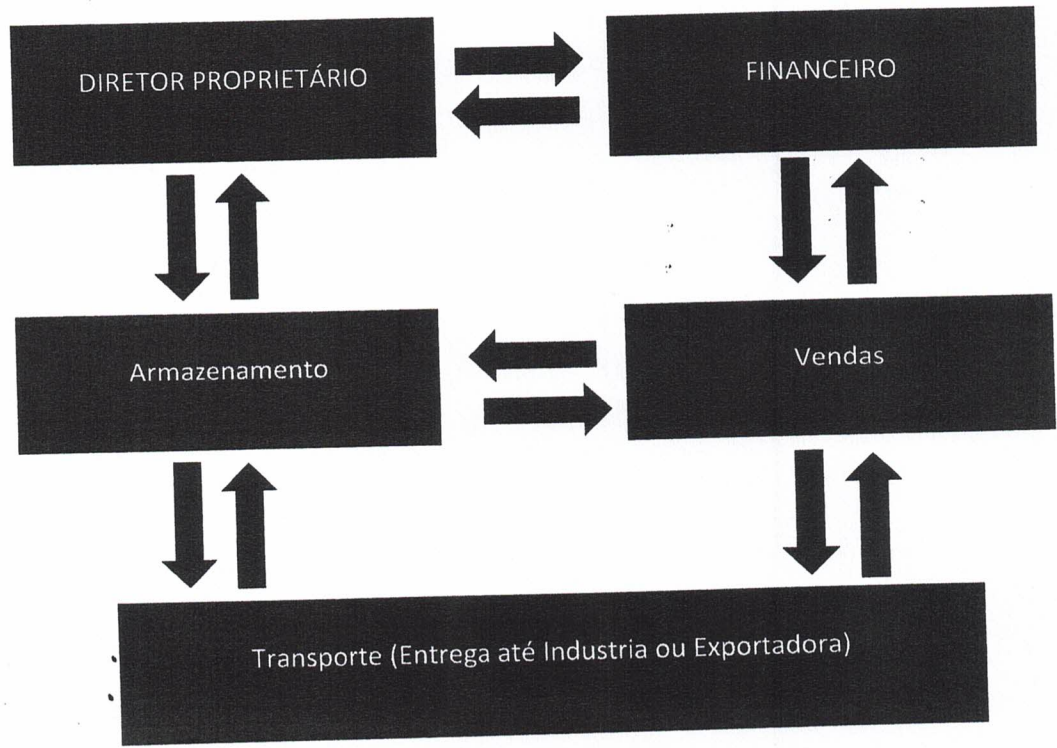 DIRETOR PROPRIETÁRIO
FINANCEIRO
Armazenamento
Vendas
Transporte (Entrega até Industria ou Exportadora)